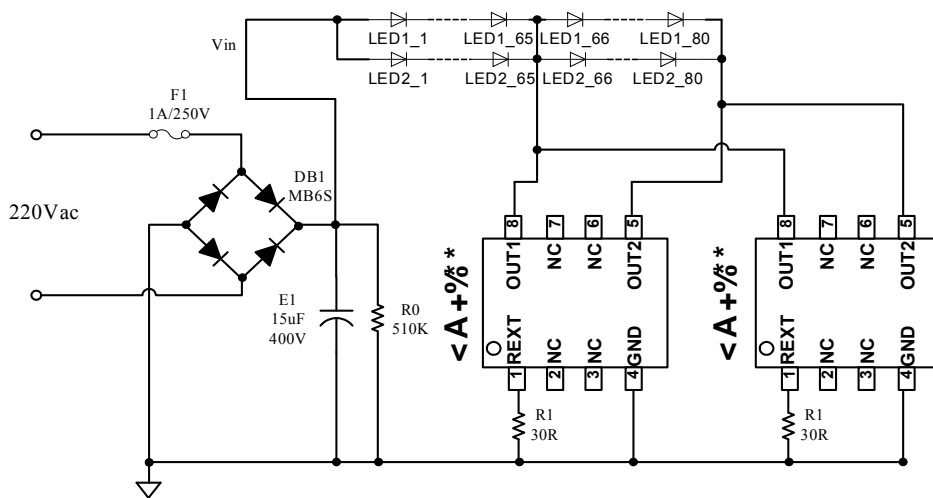 Vin
LED1_1
LED1_65
LED1_66
LED1_80
LED2_1
LED2_65
LED2_66
LED2_80
F1
1A/250V
DB1
MB6S
220Vac
E1
15uF
400V
R0
510K
8
7
6
5
OUT1
NC
NC
OUT2
<A+%**
REXT
NC
NC
GND
1
2
3
4
R1
30R
8
7
6
5
OUT1
NC
NC
OUT2
<A+%**
REXT
NC
NC
GND
1
2
3
4
R1
30R